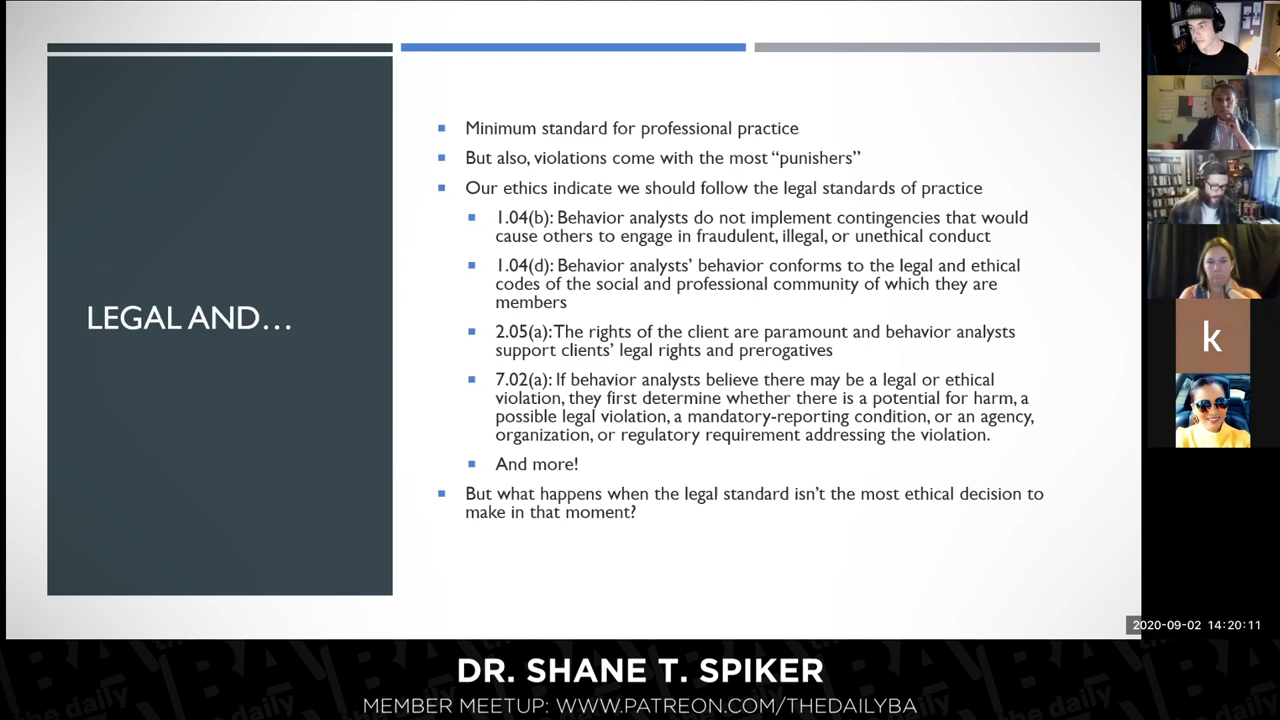 LEGAL AND…
Minimum standard for professional practice
But also, violations come with the most “punishers”
Our ethics indicate we should follow the legal standards of practice
1.04(b): Behavior analysts do not implement contingencies that would
cause others to engage in fraudulent, illegal, or unethical conduct
1.04(d): Behavior analysts’ behavior conforms to the legal and ethical
codes of the social and professional community of which they are
members
2.05(a): The rights of the client are paramount and behavior analysts
support clients’ legal rights and prerogatives
7.02(a): If behavior analysts believe there may be a legal or ethical
violation, they first determine whether there is a potential for harm, a
possible legal violation, a mandatory-reporting condition, or an agency,
organization, or regulatory requirement addressing the violation.
And more!
But what happens when the legal standard isn’t the most ethical decision to
make in that moment?
k
2020-09-02 14:20:11
DR. SHANE T. SPIKER
MEMBER MEETUP: WWW.PATREON.COM/THEDAILYBA